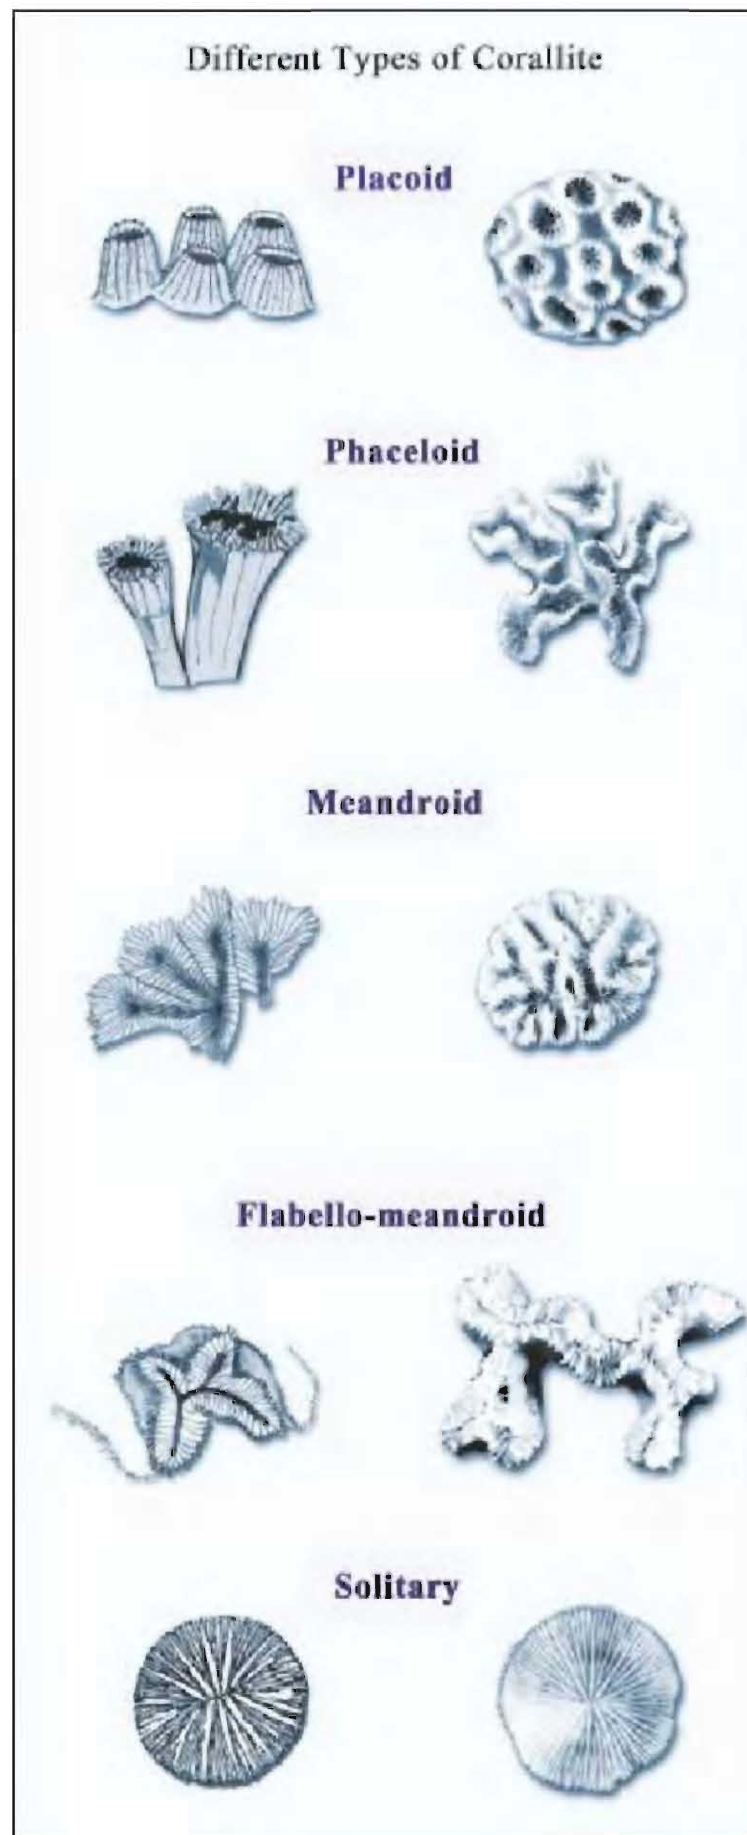 Different Types of Corallite
Placoid
Phaceloid
Meandroid
Flabello-meandroid
Solitary